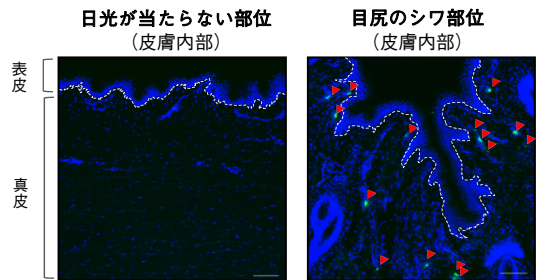 日光が当たらない部位
（皮膚内部）
目尻のシワ部位
（皮膚内部）
表皮
真皮